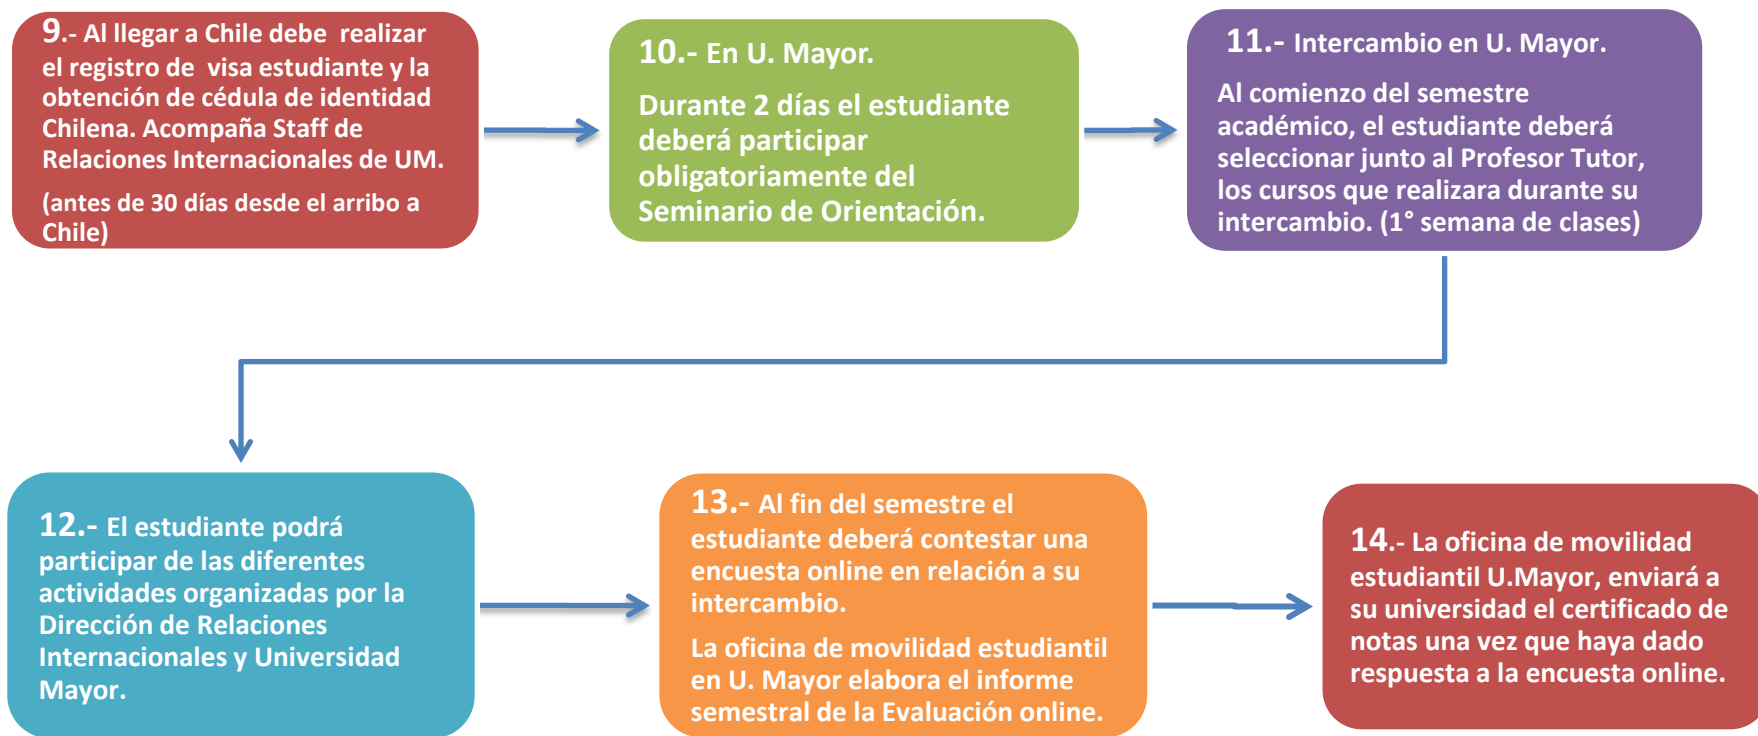 9.- Al llegar a Chile debe realizar
el registro de visa estudiante y la
obtención de cédula de identidad
Chilena. Acompaña Staff de
Relaciones Internacionales de UM.
(antes de 30 días desde el arribo a
Chile)
10.- En U. Mayor.
Durante 2 días el estudiante
deberá participar
obligatoriamente del
Seminario de Orientación.
11.- Intercambio en U. Mayor.
Al comienzo del semestre
académico, el estudiante deberá
seleccionar junto al Profesor Tutor,
los cursos que realizara durante su
intercambio. (1° semana de clases)
12.- El estudiante podrá
participar de las diferentes
actividades organizadas por la
Dirección de Relaciones
Internacionales y Universidad
Mayor.
13.- Al fin del semestre el
estudiante deberá contestar una
encuesta online en relación a su
intercambio.
La oficina de movilidad estudiantil
en U. Mayor elabora el informe
semestral de la Evaluación online.
14.- La oficina de movilidad
estudiantil U.Mayor, enviará a
su universidad el certificado de
notas una vez que haya dado
respuesta a la encuesta online.